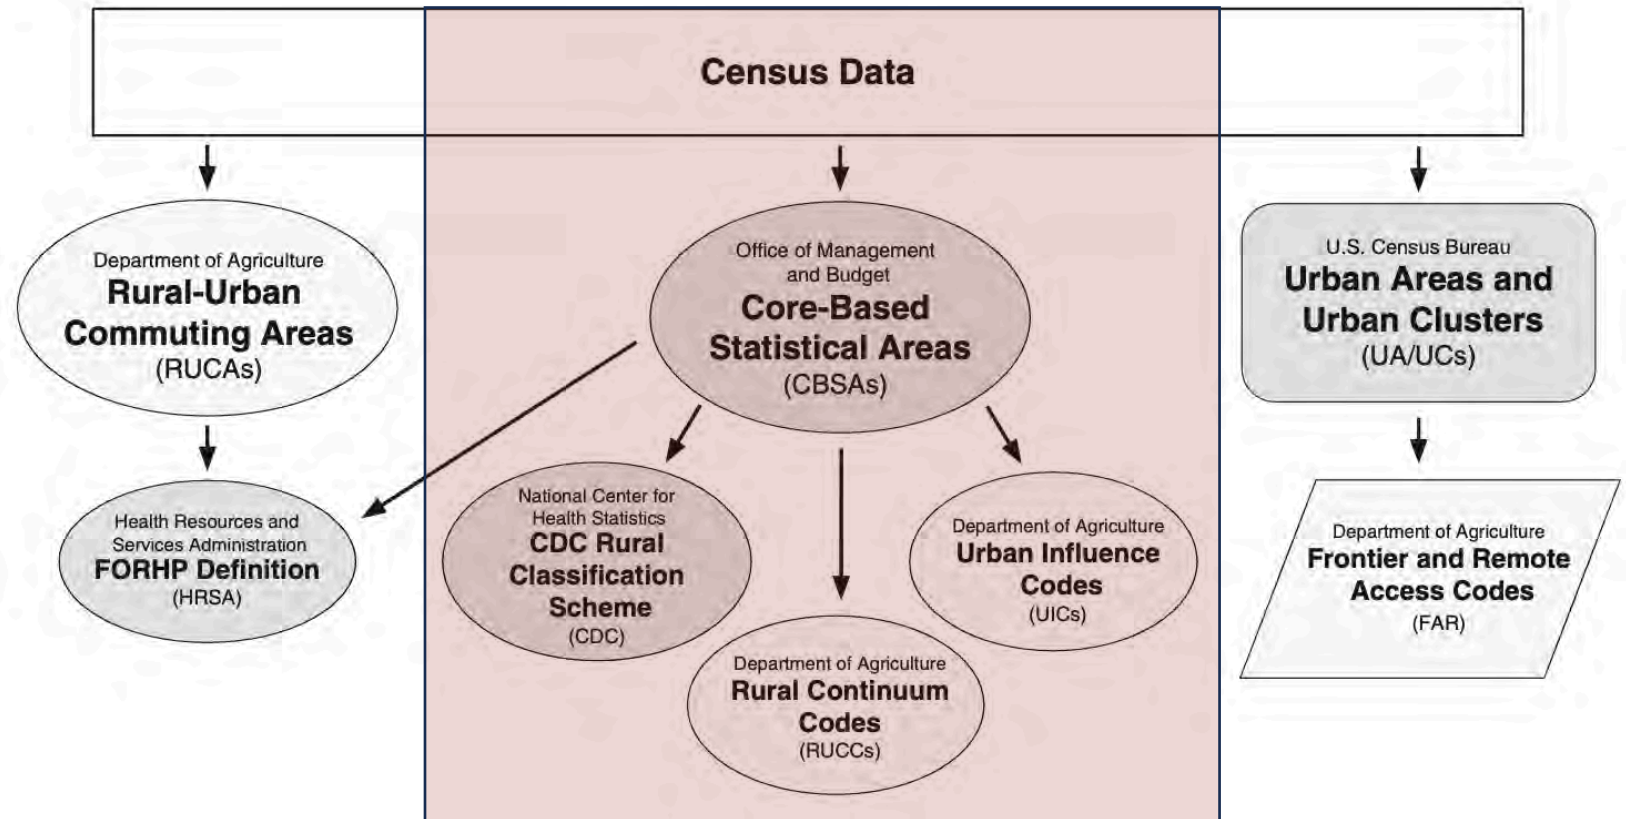 Census Data
Department of Agriculture
Rural-Urban
Commuting Areas
(RUCAs)
Office of Management
and Budget
Core-Based
Statistical Areas
(CBSAs)
U.S. Census Bureau
Urban Areas and
Urban Clusters
(UA/UCs)
Health Resources and
Services Administration
FORHP Definition
(HRSA)
National Center for
Health Statistics
CDC Rural
Classification
Scheme
(CDC)
Department of Agriculture
Rural Continuum
Codes
(RUCCs)
Department of Agriculture
Urban Influence
Codes
(UICs)
Department of Agriculture
Frontier and Remote
Access Codes
(FAR)